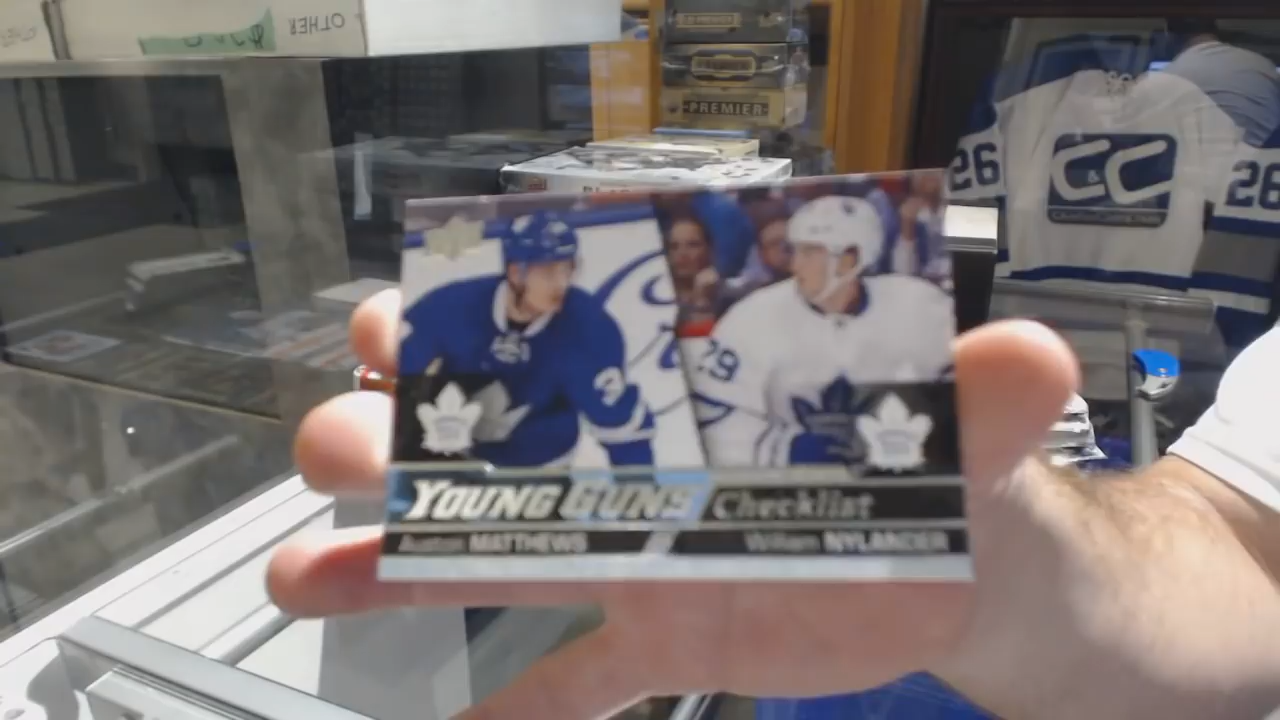 OTHER
PREMIER
26
C&C
26
29
YOUNG GUNS Checklist
Auston MATTHEWS William NYLANDER